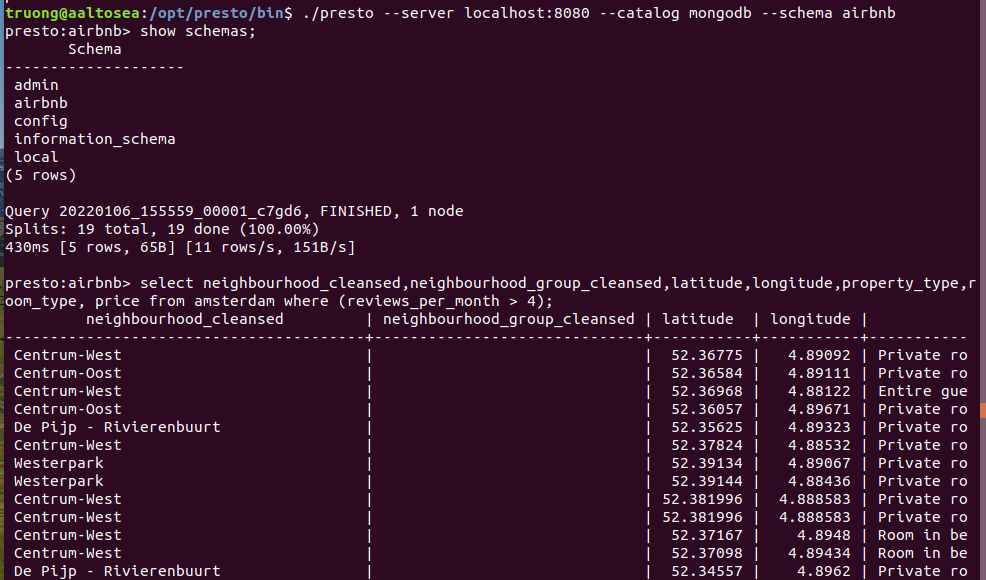 truong@aaltosea:/opt/presto/bin$ ./presto --server localhost:8080 --catalog mongodb --schema airbnb
presto:airbnb> show schemas;
       Schema
--------------------
 admin
 airbnb
 config
 information_schema
 local
(5 rows)

Query 20220106_155559_00001_c7gd6, FINISHED, 1 node
Splits: 19 total, 19 done (100.00%)
430ms [5 rows, 65B] [11 rows/s, 151B/s]

presto:airbnb> select neighbourhood_cleansed,neighbourhood_group_cleansed,latitude,longitude,property_type,r
oom_type, price from amsterdam where (reviews_per_month > 4);
         neighbourhood_cleansed         | neighbourhood_group_cleansed | latitude  | longitude |
----------------------------------------+------------------------------+-----------+-----------+-----------
 Centrum-West                           |                              |  52.36775 |   4.89092 | Private ro
 Centrum-Oost                           |                              |  52.36584 |   4.89111 | Private ro
 Centrum-West                           |                              |  52.36968 |   4.88122 | Entire gue
 Centrum-Oost                           |                              |  52.36057 |   4.89671 | Private ro
 De Pijp - Rivierenbuurt                |                              |  52.35625 |   4.89323 | Private ro
 Centrum-West                           |                              |  52.37824 |   4.88532 | Private ro
 Westerpark                             |                              |  52.39134 |   4.89067 | Private ro
 Westerpark                             |                              |  52.39144 |   4.88436 | Private ro
 Centrum-West                           |                              | 52.381996 |  4.888583 | Private ro
 Centrum-West                           |                              | 52.381996 |  4.888583 | Private ro
 Centrum-West                           |                              |  52.37167 |    4.8948 | Room in be
 Centrum-West                           |                              |  52.37098 |   4.89434 | Room in be
 De Pijp - Rivierenbuurt                |                              |  52.34557 |    4.8962 | Private ro